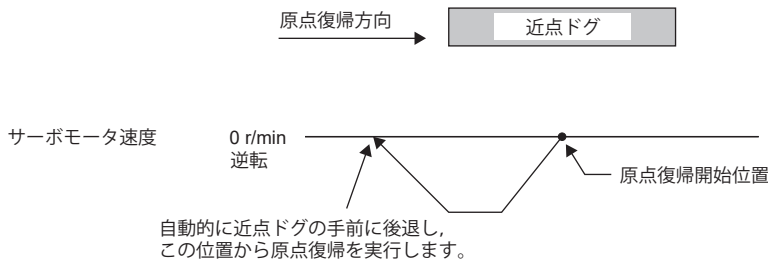 原点復帰方向
近点ドグ
サーボモータ速度
0 r/min
逆転
原点復帰開始位置
自動的に近点ドグの手前に後退し,
この位置から原点復帰を実行します。